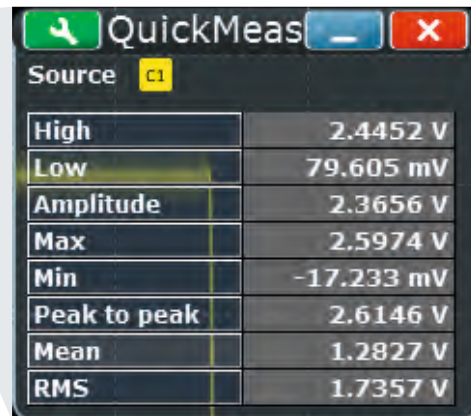 QuickMeas
Source C1
High 2.4452 V
Low 79.605 mV
Amplitude 2.3656 V
Max 2.5974 V
Min -17.233 mV
Peak to peak 2.6146 V
Mean 1.2827 V
RMS 1.7357 V